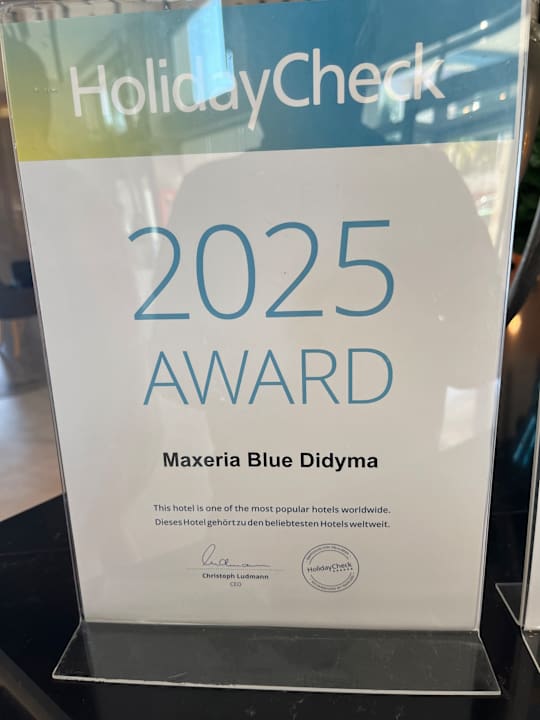 HolidayCheck
2025
AWARD
Maxeria Blue Didyma
This hotel is one of the most popular hotels worldwide.
Dieses Hotel gehört zu den beliebtesten Hotels weltweit.
Christoph Ludmann
CEO
HolidayCheck